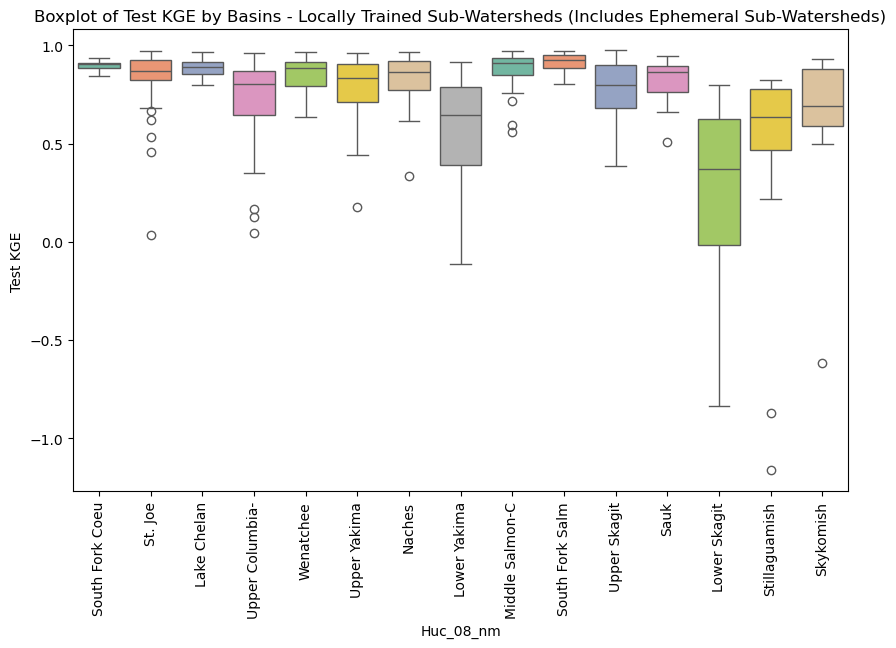 Boxplot of Test KGE by Basins - Locally Trained Sub-Watersheds (Includes Ephemeral Sub-Watersheds)
1.0
0.5
0.0
−0.5
−1.0
Test KGE
South Fork Coeu
St. Joe
Lake Chelan
Upper Columbia-
Wenatchee
Upper Yakima
Naches
Lower Yakima
Middle Salmon-C
South Fork Salm
Upper Skagit
Sauk
Lower Skagit
Stillaguamish
Skykomish
Huc_08_nm